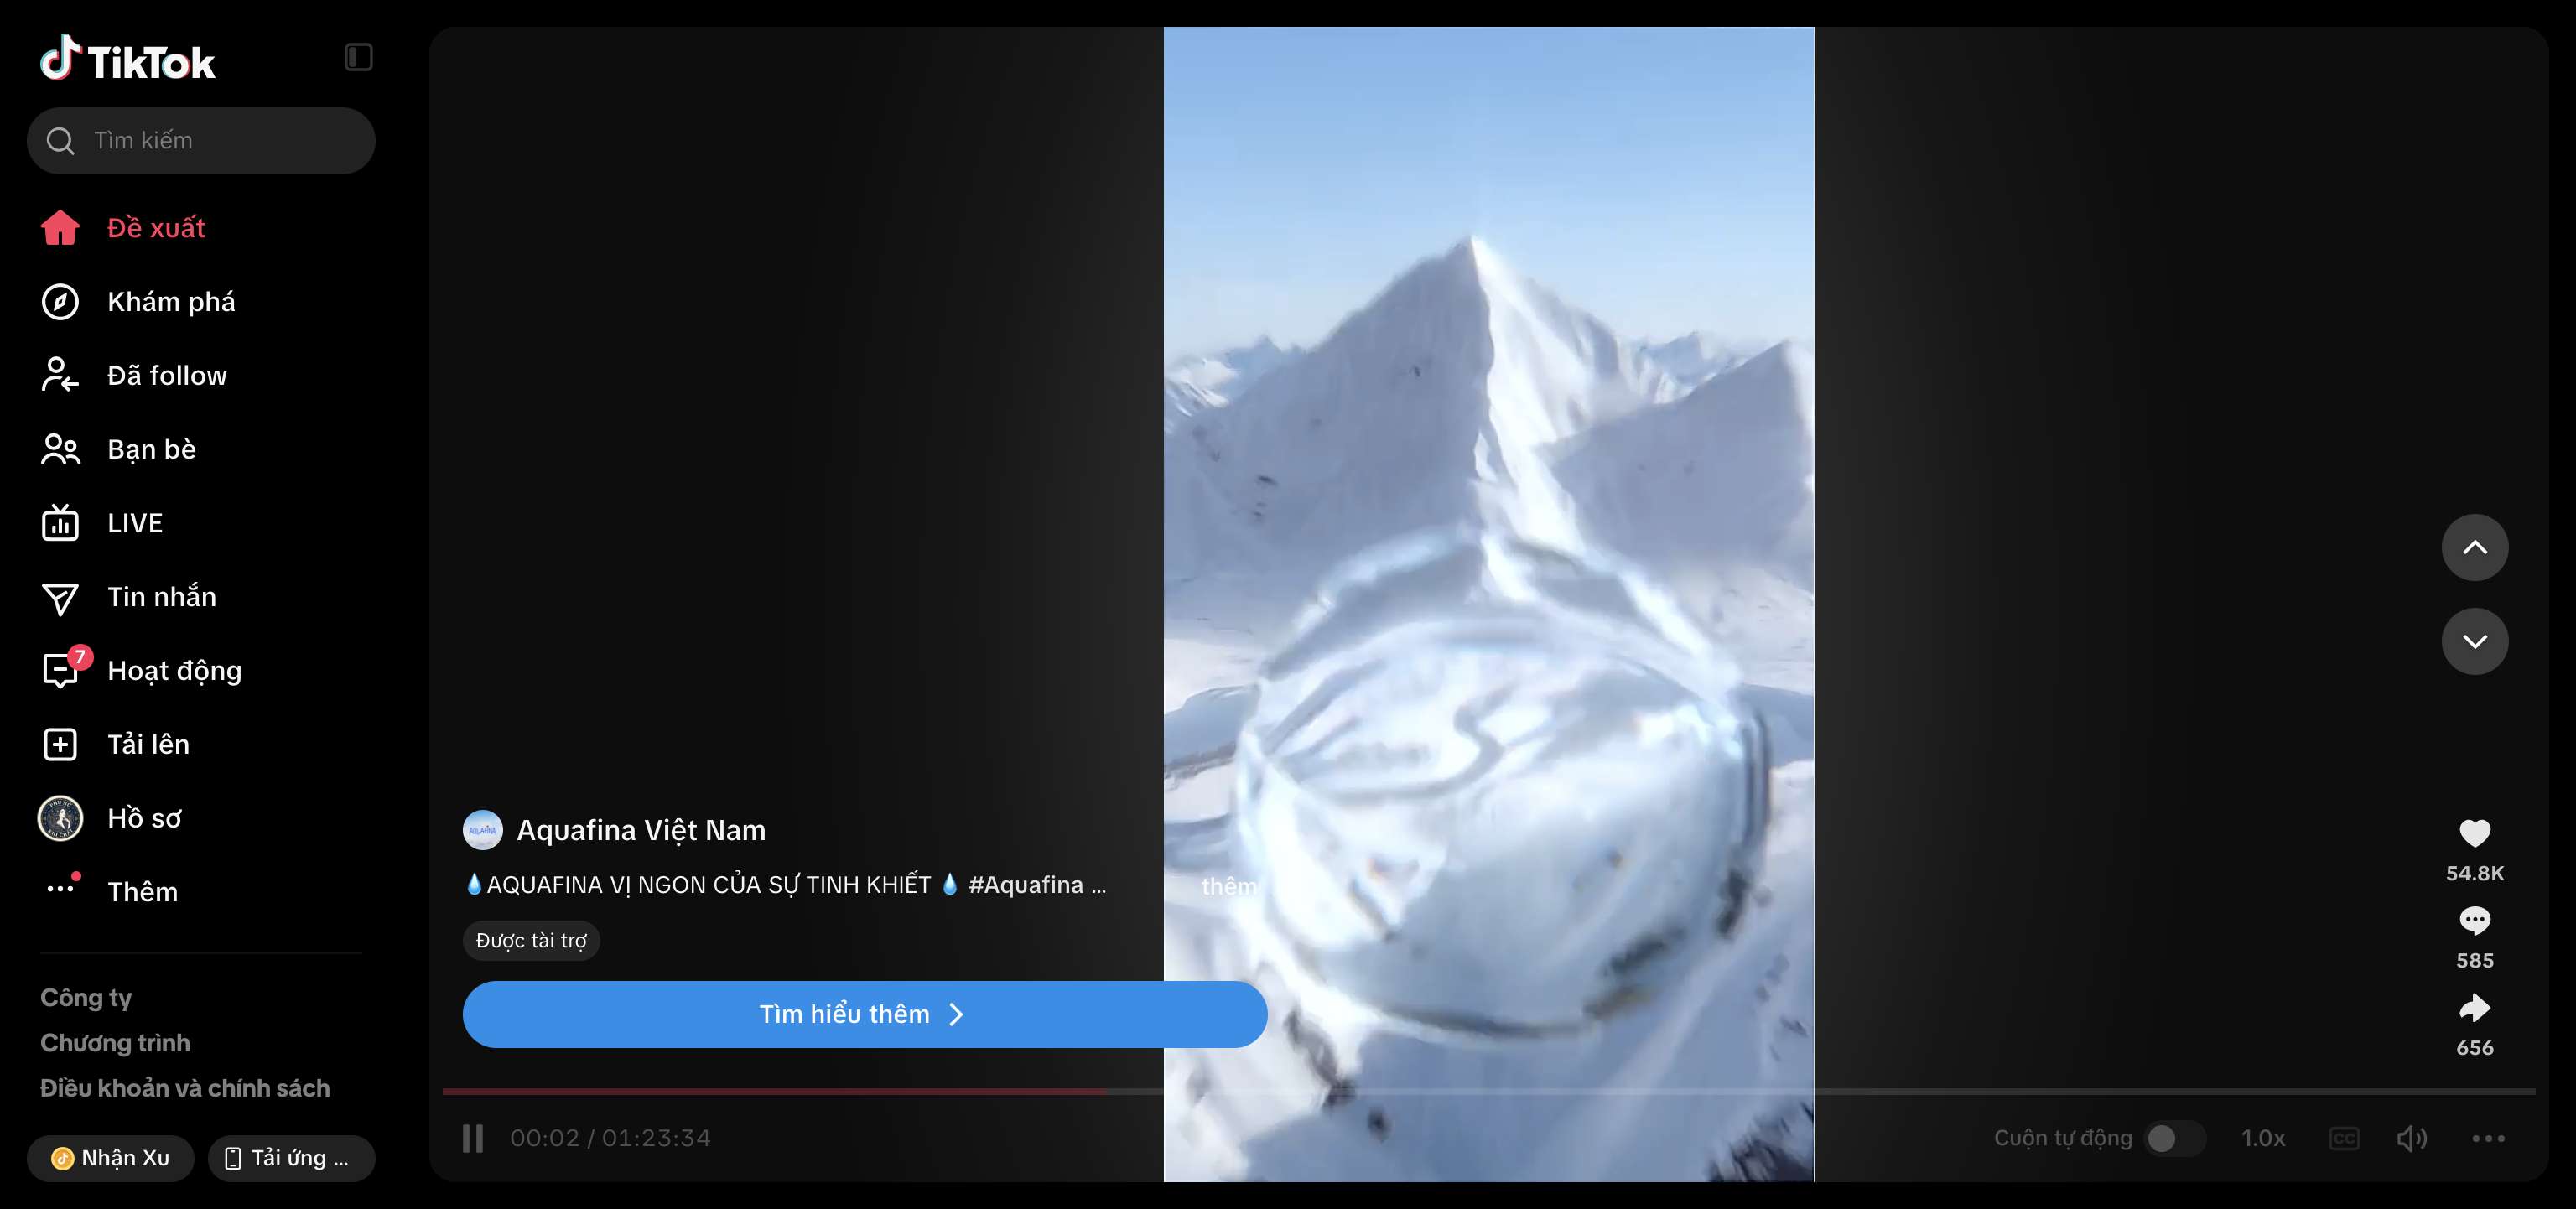 TikTok
Tìm kiếm
Đề xuất
Khám phá
Đã follow
Bạn bè
LIVE
Tin nhắn
7
Hoạt động
Tải lên
Hồ sơ
Thêm
Công ty
Chương trình
Điều khoản và chính sách
Nhận Xu
Tải ứng ...
AQUAFINA
Aquafina Việt Nam
💧AQUAFINA VỊ NGON CỦA SỰ TINH KHIẾT 💧 #Aquafina ...
thêm
Được tài trợ
Tìm hiểu thêm
00:02 / 01:23:34
54.8K
585
656
Cuộn tự động
1.0x
CC